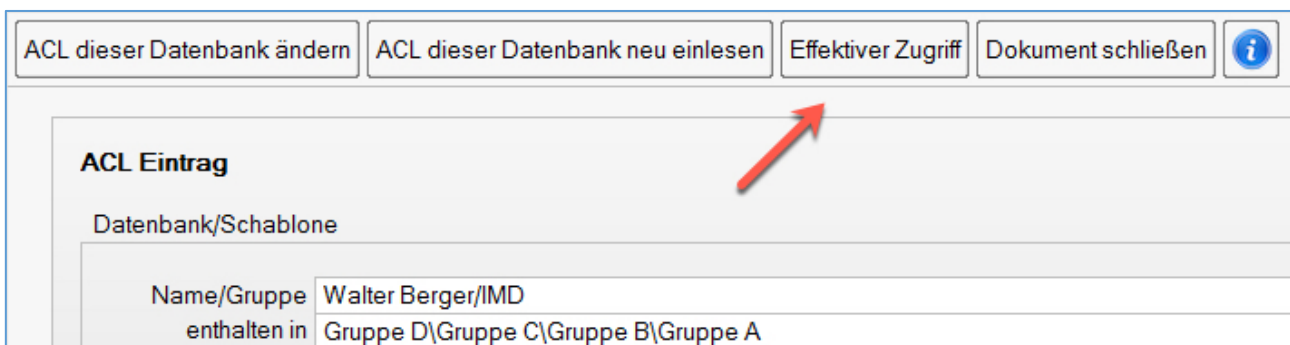 ACL dieser Datenbank ändern ACL dieser Datenbank neu einlesen Effektiver Zugriff Dokument schließen i
ACL Eintrag
Datenbank/Schablone
Name/Gruppe Walter Berger/IMD
enthalten in Gruppe D\Gruppe C\Gruppe B\Gruppe A